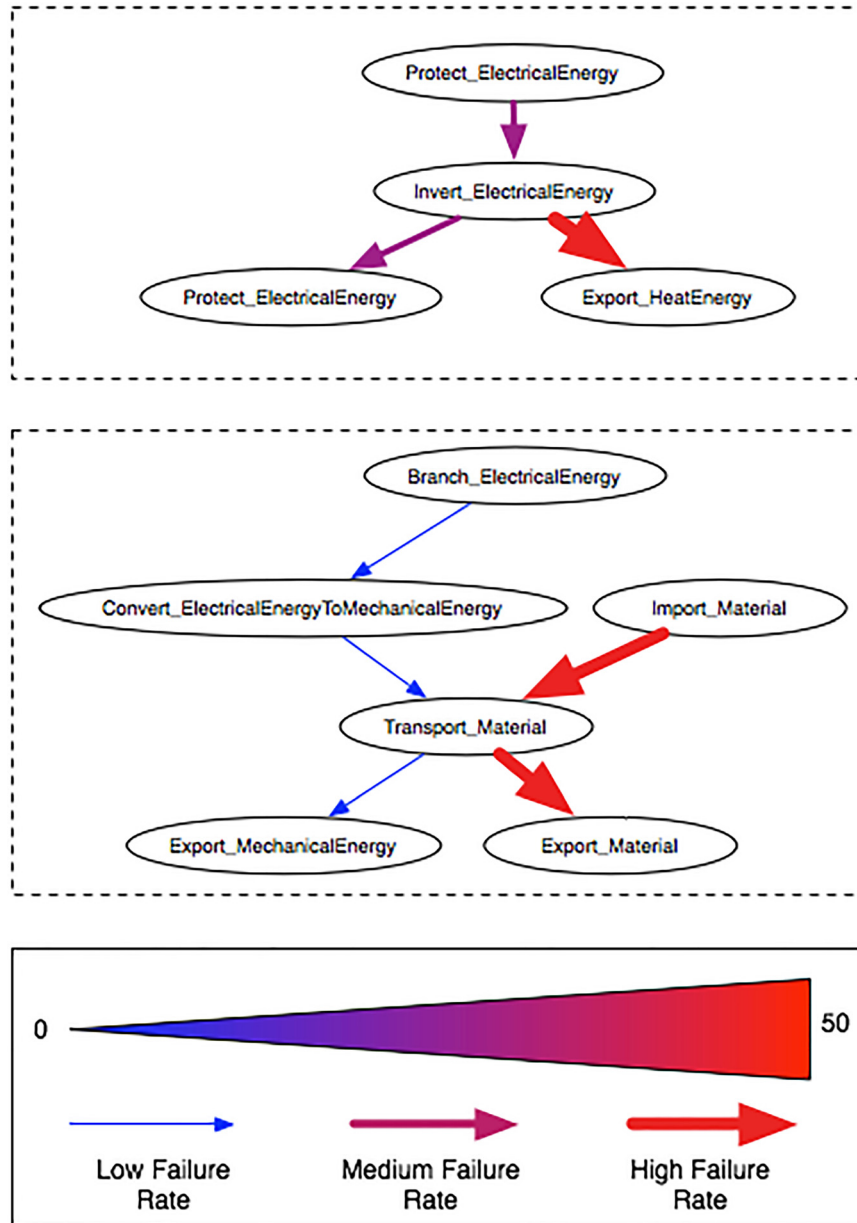 Protect_ElectricalEnergy
Invert_ElectricalEnergy
Protect_ElectricalEnergy
Export_HeatEnergy
Branch_ElectricalEnergy
Convert_ElectricalEnergyToMechanicalEnergy
Import_Material
Transport_Material
Export_MechanicalEnergy
Export_Material
0
50
Low Failure
Rate
Medium Failure
Rate
High Failure
Rate